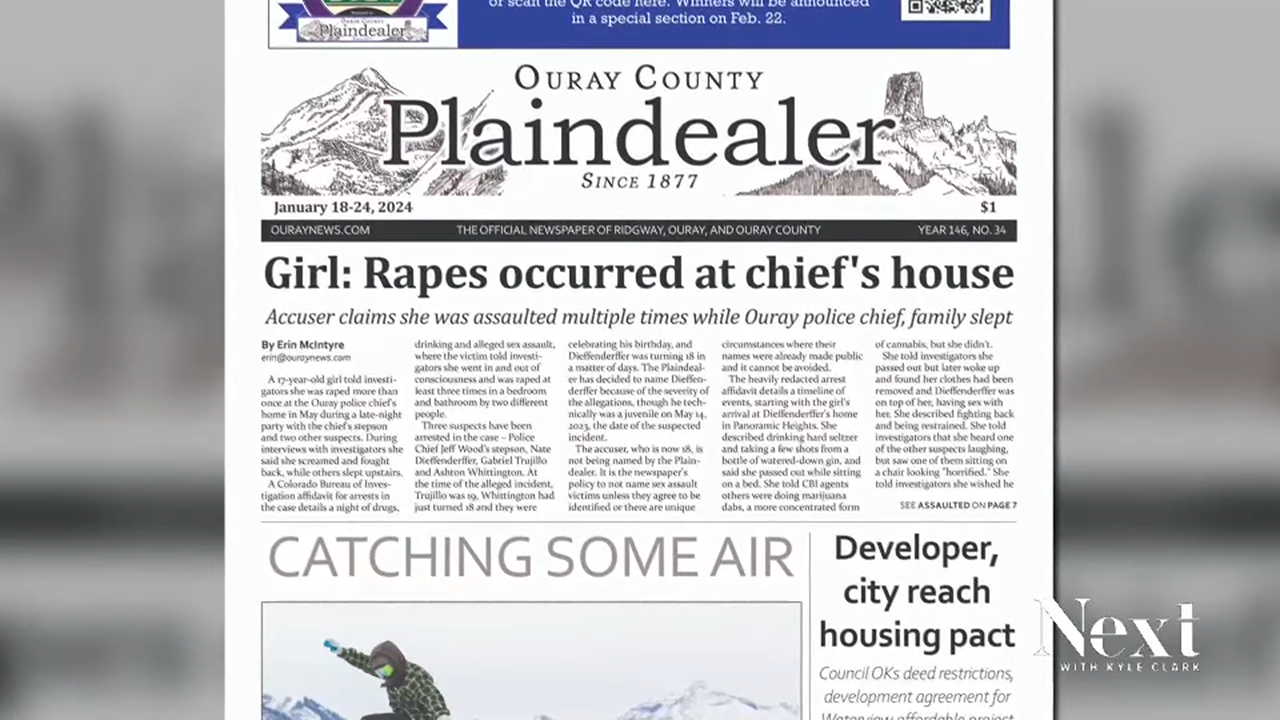 or scan the QR code here. Winners will be announced
in a special section on Feb. 22.
OURAY COUNTY
Plaindealer
OURAY COUNTY
Plaindealer
SINCE 1877
January 18-24, 2024
$1
OURAYNEWS.COM
THE OFFICIAL NEWSPAPER OF RIDGWAY, OURAY, AND OURAY COUNTY
YEAR 146, NO. 34
Girl: Rapes occurred at chief's house
Accuser claims she was assaulted multiple times while Ouray police chief, family slept
By Erin McIntyre
erin@ouraynews.com
A 17-year-old girl told investi-
gators she was raped more than
once at the Ouray police chief's
home in May during a late-night
party with the chief's stepson
and two other suspects. During
interviews with investigators she
said she screamed and fought
back, while others slept upstairs.
A Colorado Bureau of Inves-
tigation affidavit for arrests in
the case details a night of drugs,
drinking and alleged sex assault,
where the victim told investi-
gators she went in and out of
consciousness and was raped at
least three times in a bedroom
and bathroom by two different
people.
Three suspects have been
arrested in the case – Police
Chief Jeff Wood's stepson, Nate
Dieffenderffer, Gabriel Trujillo
and Ashton Whittington. At
the time of the alleged incident,
Trujillo was 19, Whittington had
just turned 18 and they were
celebrating his birthday, and
Dieffenderffer was turning 18 in
a matter of days. The Plaindeal-
er has decided to name Dieffen-
derffer because of the severity of
the allegations, though he tech-
nically was a juvenile on May 14,
2023, the date of the suspected
incident.
The accuser, who is now 18, is
not being named by the Plain-
dealer. It is the newspaper's
policy to not name sex assault
victims unless they agree to be
identified or there are unique
circumstances where their
names were already made public
and it cannot be avoided.
The heavily redacted arrest
affidavit details a timeline of
events, starting with the girl's
arrival at Dieffenderffer's home
in Panoramic Heights. She
described drinking hard seltzer
and taking a few shots from a
bottle of watered-down gin, and
said she passed out while sitting
on a bed. She told CBI agents
others were doing marijuana
dabs, a more concentrated form
of cannabis, but she didn't.
She told investigators she
passed out but later woke up
and found her clothes had been
removed and Dieffenderffer was
on top of her, having sex with
her. She described fighting back
and being restrained. She told
investigators that she heard one
of the other suspects laughing,
but saw one of them sitting on
a chair looking "horrified." She
told investigators she wished he
SEE ASSAULTED ON PAGE 7
CATCHING SOME AIR
Developer,
city reach
housing pact
Council OKs deed restrictions,
development agreement for
Waterview affordable project
Next
WITH KYLE CLARK